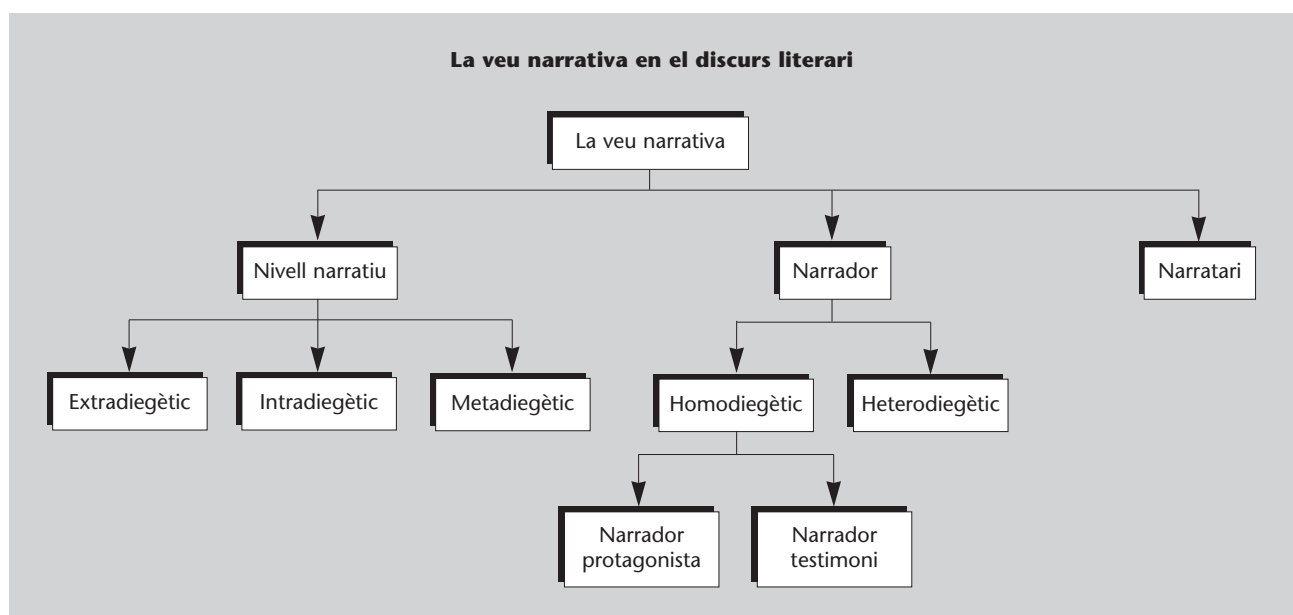 La veu narrativa en el discurs literari
La veu narrativa
Nivell narratiu
Narrador
Narratari
Extradiegètic
Intradiegètic
Metadiegètic
Homodiegètic
Heterodiegètic
Narrador
protagonista
Narrador
testimoni